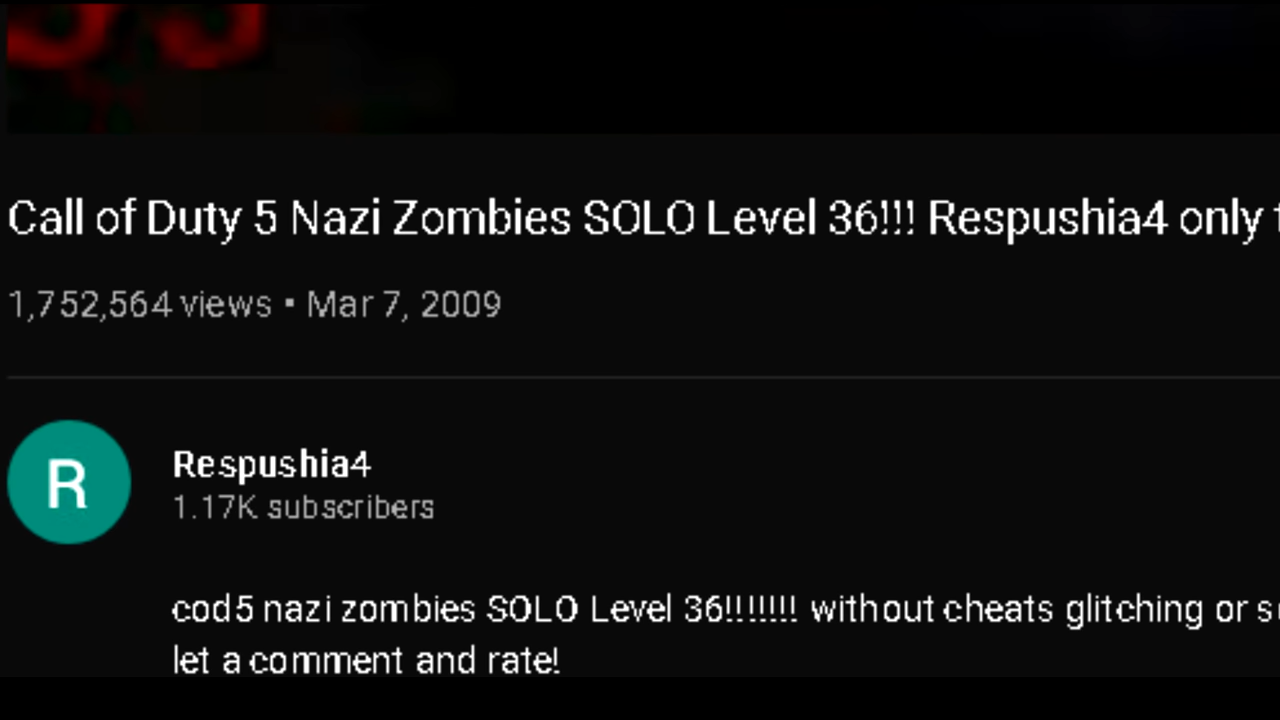 Call of Duty 5 Nazi Zombies SOLO Level 36!!! Respushia4 only
1,752,564 views • Mar 7, 2009
R
Respushia4
1.17K subscribers
cod5 nazi zombies SOLO Level 36!!!!!!! without cheats glitching or
let a comment and rate!